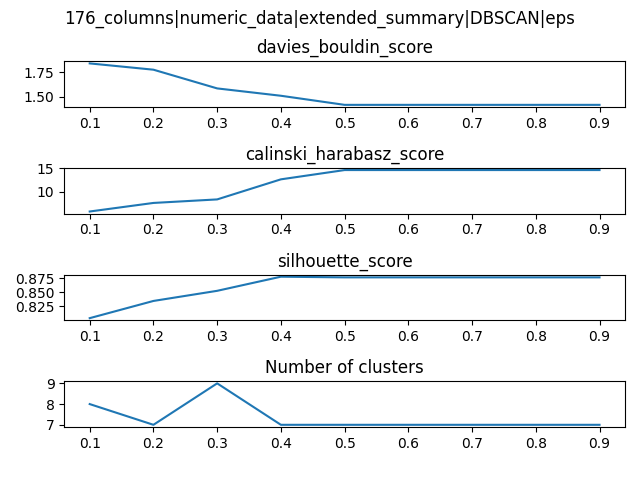 176_columns|numeric_data|extended_summary|DBSCAN|eps
davies_bouldin_score
1.75
1.50
0.1 0.2 0.3 0.4 0.5 0.6 0.7 0.8 0.9
calinski_harabasz_score
15
10
0.1 0.2 0.3 0.4 0.5 0.6 0.7 0.8 0.9
silhouette_score
0.875
0.850
0.825
0.1 0.2 0.3 0.4 0.5 0.6 0.7 0.8 0.9
Number of clusters
9
8
7
0.1 0.2 0.3 0.4 0.5 0.6 0.7 0.8 0.9